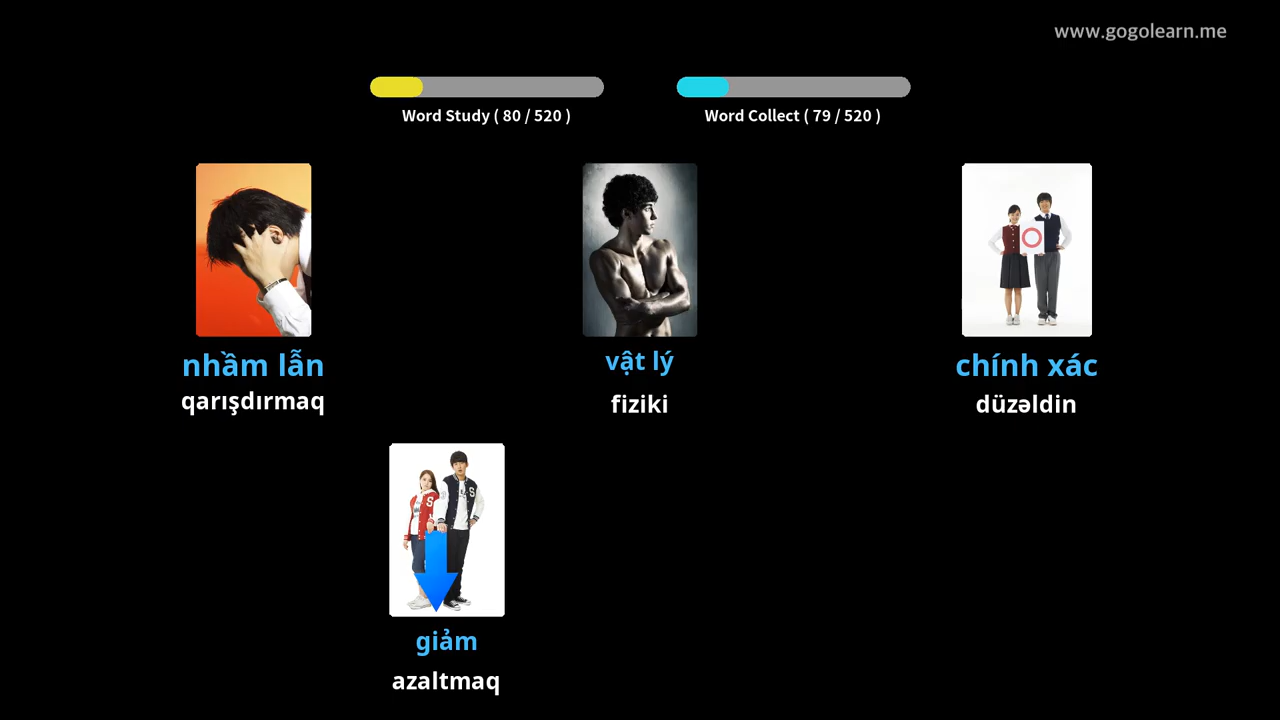 www.gogolearn.me
Word Study ( 80 / 520 )
Word Collect ( 79 / 520 )
nhầm lẫn
qarışdırmaq
vật lý
fiziki
chính xác
düzəldin
S
S
giảm
azaltmaq